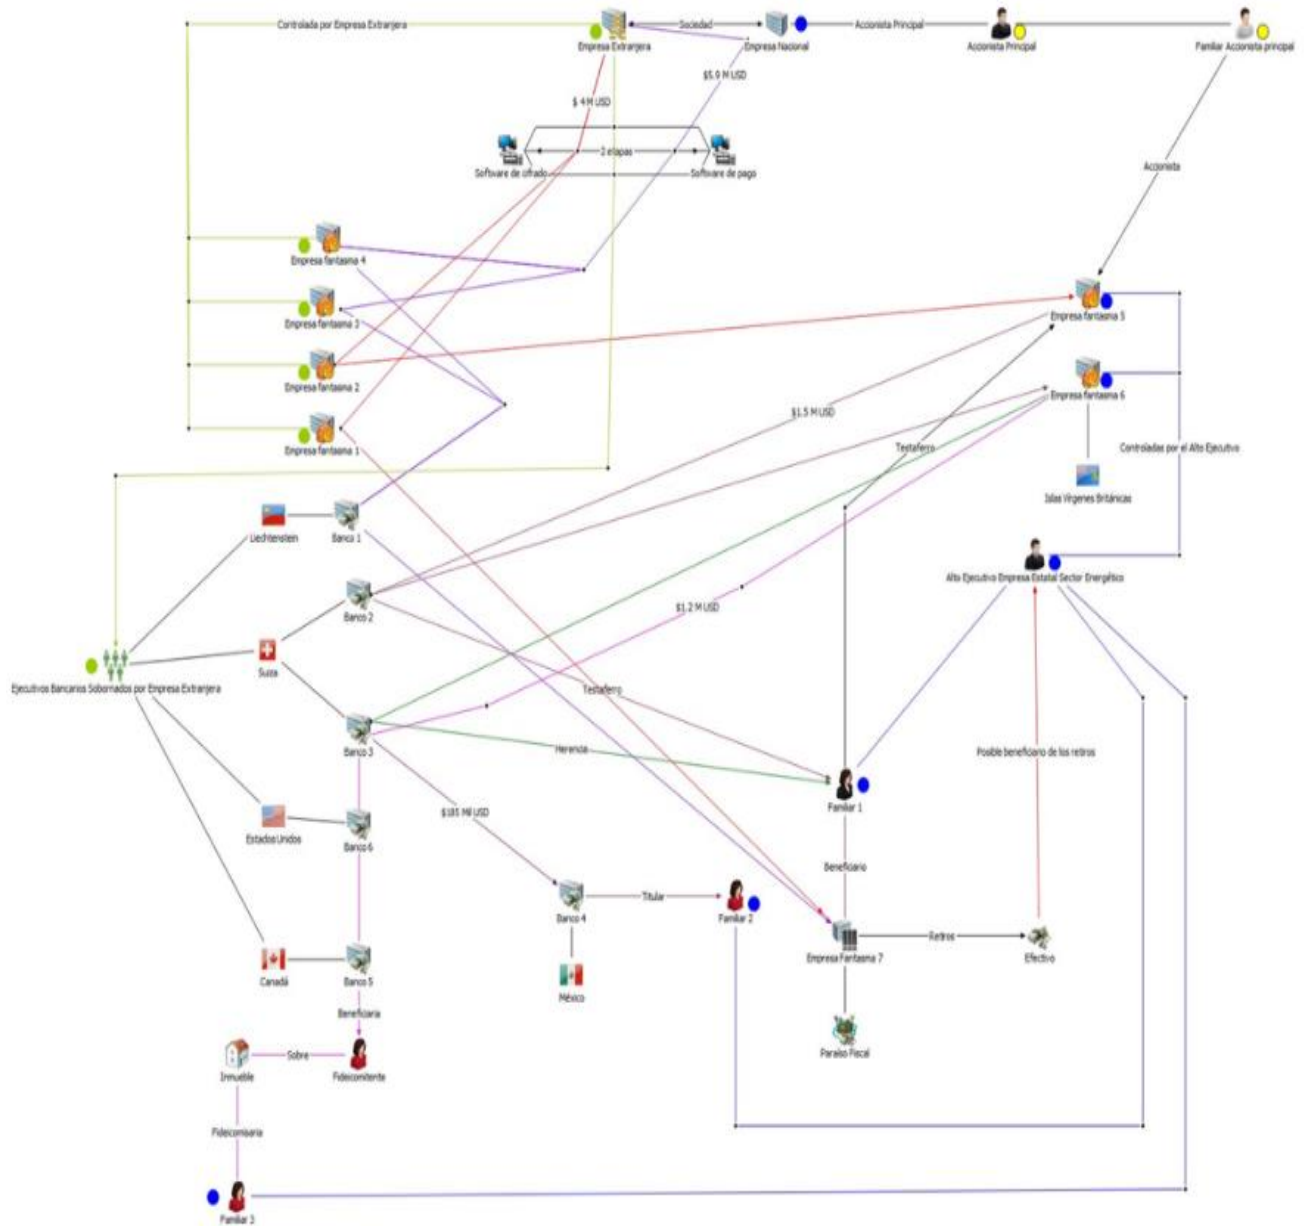 Controlada por Empresa Extranjera
Empresa Extranjera
Sociedad
Empresa Nacional
Accionista Principal
Accionista Principal
Familiar Accionista principal
$5.9 M USD
$ 4 M USD
Software de cifrado
2 etapas
Software de pago
Accionista
Empresa fantasma 4
Empresa fantasma 3
Empresa fantasma 2
Empresa fantasma 1
Empresa fantasma 5
Empresa fantasma 6
$1.5 M USD
Testaferro
Controladas por el Alto Ejecutivo
Islas Vírgenes Británicas
Liechtenstein
Banco 1
Alto Ejecutivo Empresa Estatal Sector Energético
Banco 2
$1.2 M USD
Suiza
Ejecutivos Bancarios Sobornados por Empresa Extranjera
Testaferro
Banco 3
Herencia
Posible beneficiario de los retiros
Familiar 1
$185 Mil USD
Estados Unidos
Banco 6
Beneficiario
Banco 4
Titular
Familiar 2
Empresa Fantasma 7
Retiros
Efectivo
Canadá
Banco 5
México
Beneficiaria
Paraíso Fiscal
Inmueble
Sobre
Fideicomitente
Fideicomisaria
Familiar 3